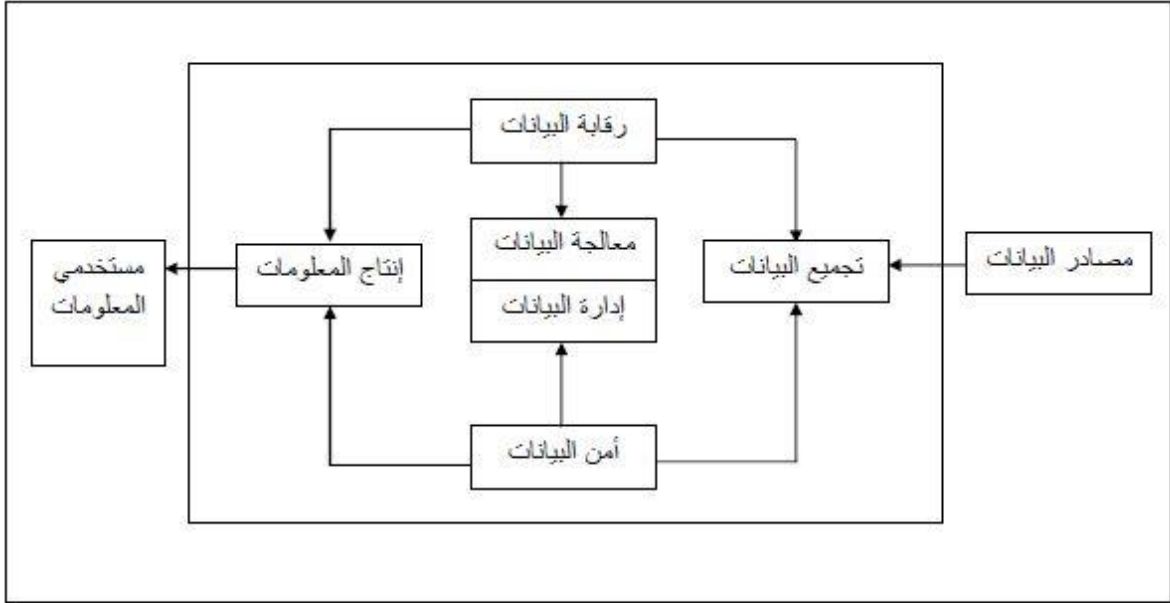 رقابة البيانات
معالجة البيانات
إدارة البيانات
أمن البيانات
مصادر البيانات
تجميع البيانات
إنتاج المعلومات
مستخدمي
المعلومات